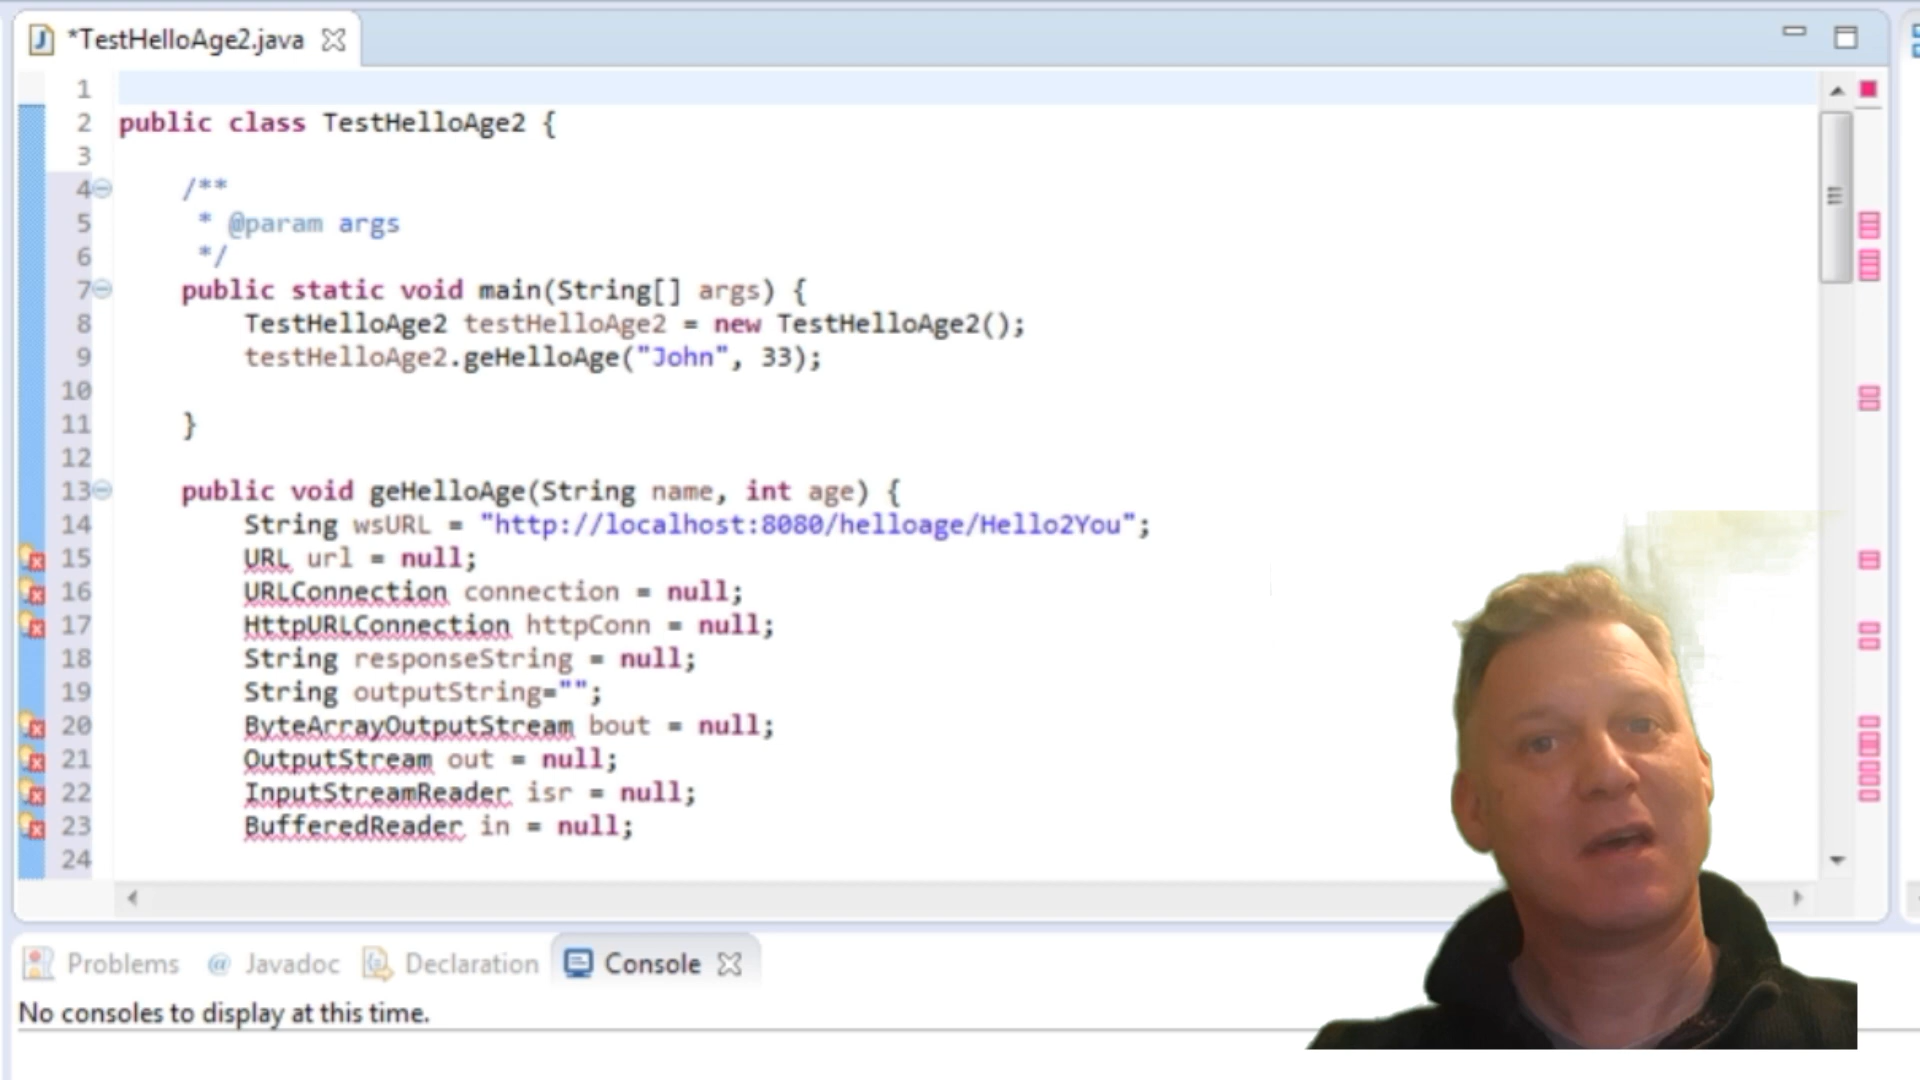 *TestHelloAge2.java
1
2 public class TestHelloAge2 {
3
4 /**
5 * @param args
6 */
7 public static void main(String[] args) {
8 TestHelloAge2 testHelloAge2 = new TestHelloAge2();
9 testHelloAge2.geHelloAge("John", 33);
10
11 }
12
13 public void geHelloAge(String name, int age) {
14 String wsURL = "http://localhost:8080/helloage/Hello2You";
15 URL url = null;
16 URLConnection connection = null;
17 HttpURLConnection httpConn = null;
18 String responseString = null;
19 String outputString="";
20 ByteArrayOutputStream bout = null;
21 OutputStream out = null;
22 InputStreamReader isr = null;
23 BufferedReader in = null;
24
Problems @ Javadoc Declaration Console
No consoles to display at this time.